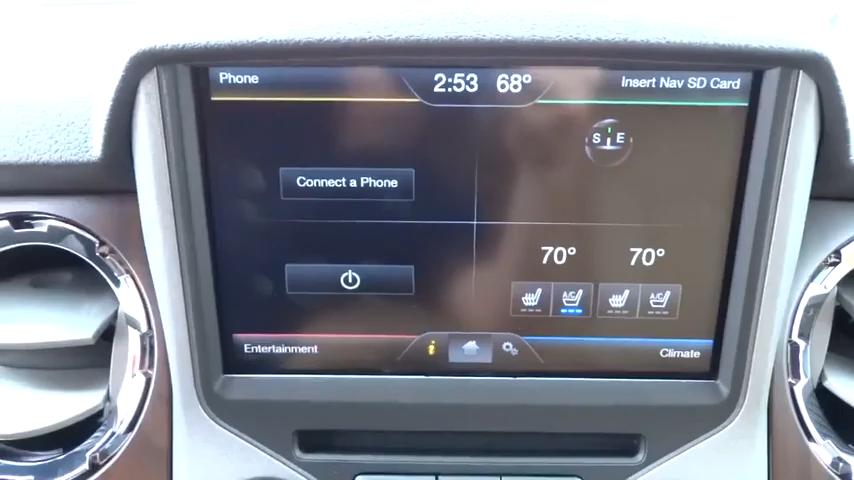 Phone
2:53 68°
Insert Nav SD Card
S E
Connect a Phone
70° 70°
A/C A/C
Entertainment
i
Climate